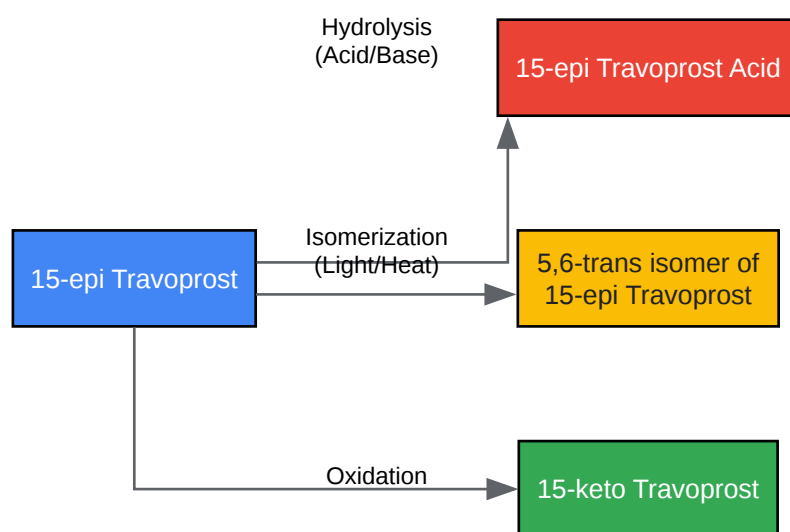 Hydrolysis
(Acid/Base)
15-epi Travoprost Acid
Isomerization
(Light/Heat)
15-epi Travoprost
5,6-trans isomer of
15-epi Travoprost
Oxidation
15-keto Travoprost